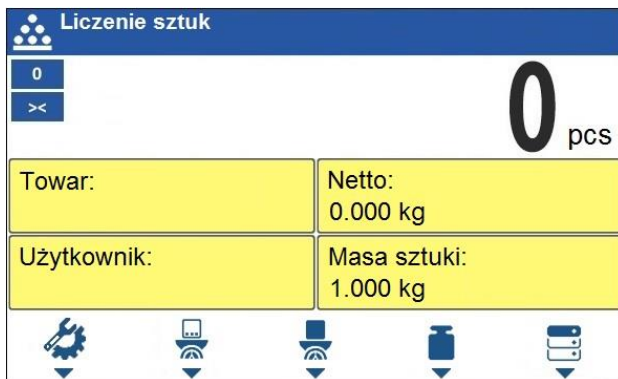 Liczenie sztuk
0
><
0 pcs
Towar:
Netto:
0.000 kg
Użytkownik:
Masa sztuki:
1.000 kg